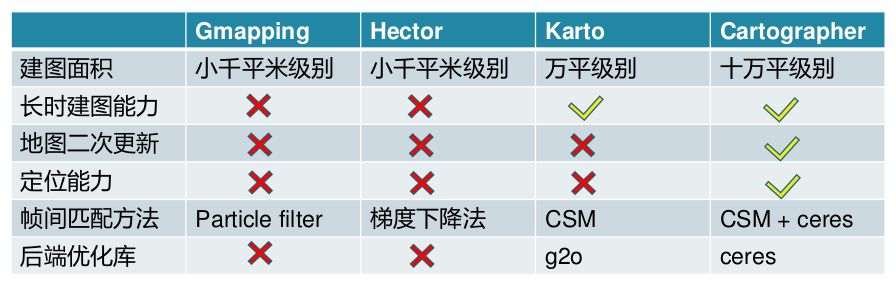 Gmapping Hector Karto Cartographer
建图面积 小千平米级别 小千平米级别 万平级别 十万平级别
长时建图能力
地图二次更新
定位能力
帧间匹配方法 Particle filter 梯度下降法 CSM CSM + ceres
后端优化库 g2o ceres